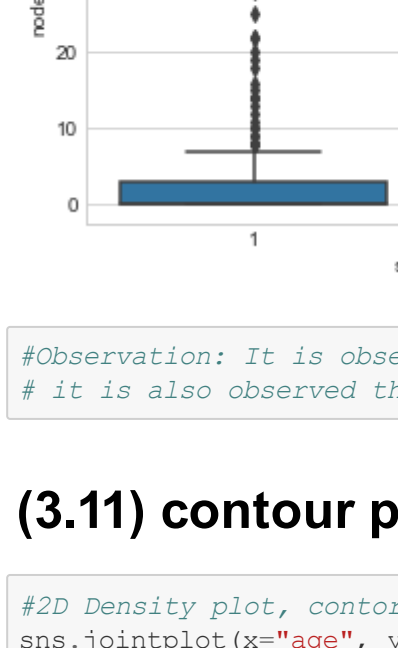 node
20
10
0
1
s
#Observation: It is obse
# it is also observed th
(3.11) contour p
#2D Density plot, contor
sns.jointplot(x="age", y